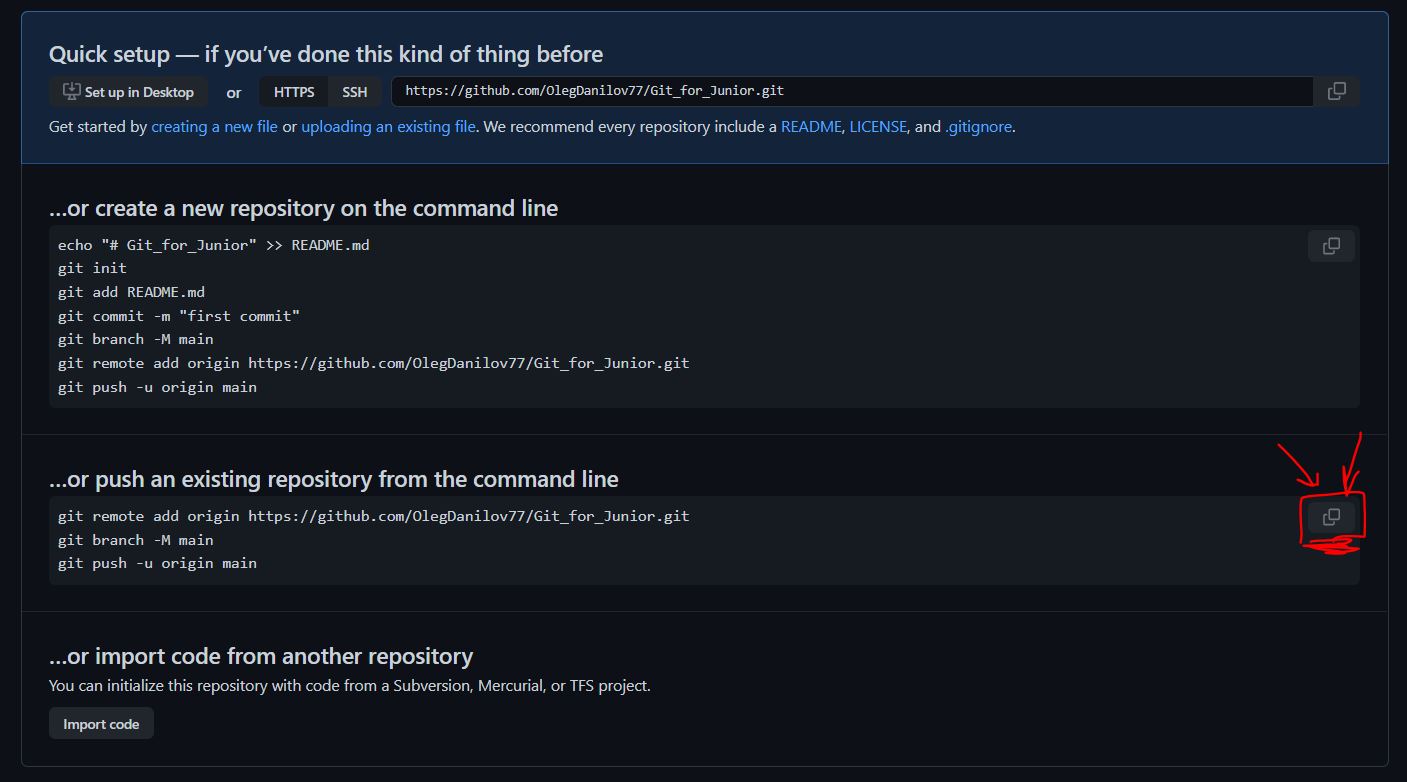 Quick setup — if you’ve done this kind of thing before
Set up in Desktop or HTTPS SSH https://github.com/OlegDanilov77/Git_for_Junior.git
Get started by creating a new file or uploading an existing file. We recommend every repository include a README, LICENSE, and .gitignore.
…or create a new repository on the command line
echo "# Git_for_Junior" >> README.md
git init
git add README.md
git commit -m "first commit"
git branch -M main
git remote add origin https://github.com/OlegDanilov77/Git_for_Junior.git
git push -u origin main
…or push an existing repository from the command line
git remote add origin https://github.com/OlegDanilov77/Git_for_Junior.git
git branch -M main
git push -u origin main
…or import code from another repository
You can initialize this repository with code from a Subversion, Mercurial, or TFS project.
Import code